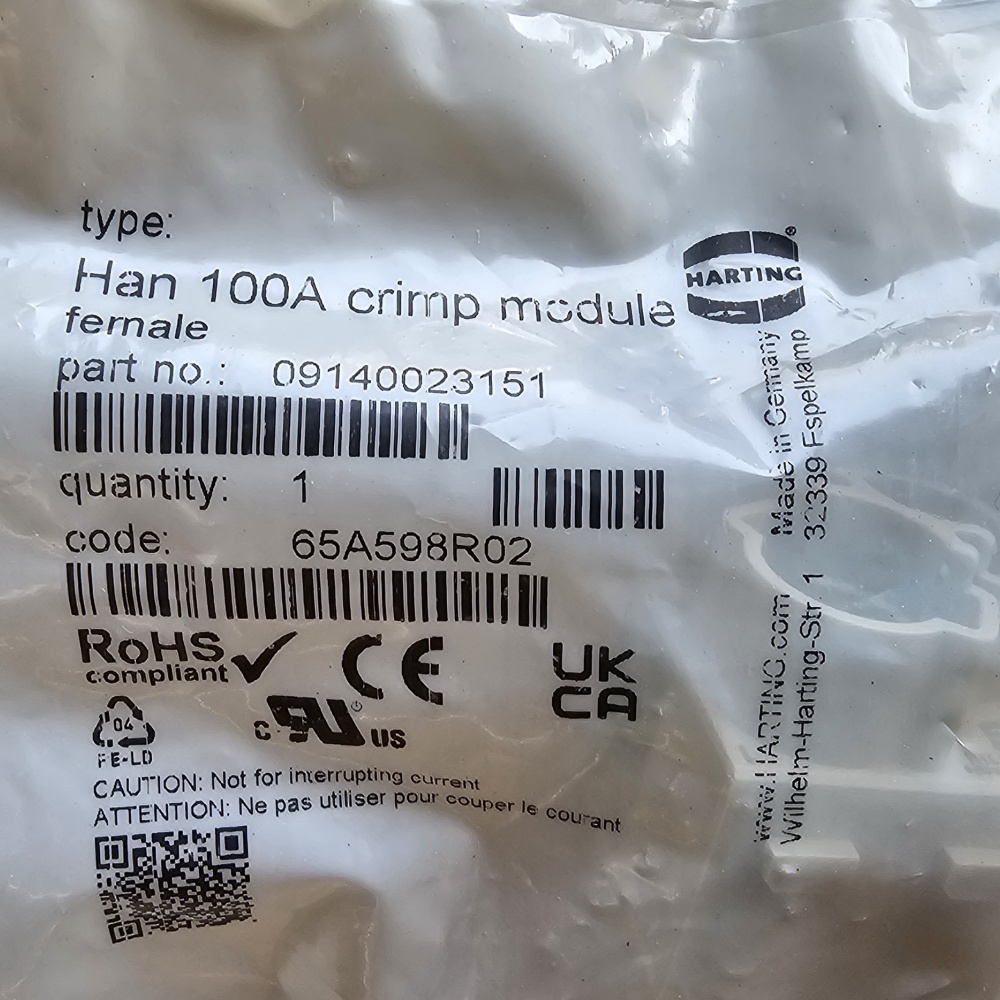 type:
Han 100A crimp module
female
part no.: 09140023151
quantity: 1
code: 65A598R02
RoHS
compliant
CE
UK
CA
04
PE-LD
c UR US
CAUTION: Not for interrupting current
ATTENTION: Ne pas utiliser pour couper le courant
HARTING®
Made in Germany
32339 Espelkamp
www.HARTING.com
Wilhelm-Harting-Str. 1